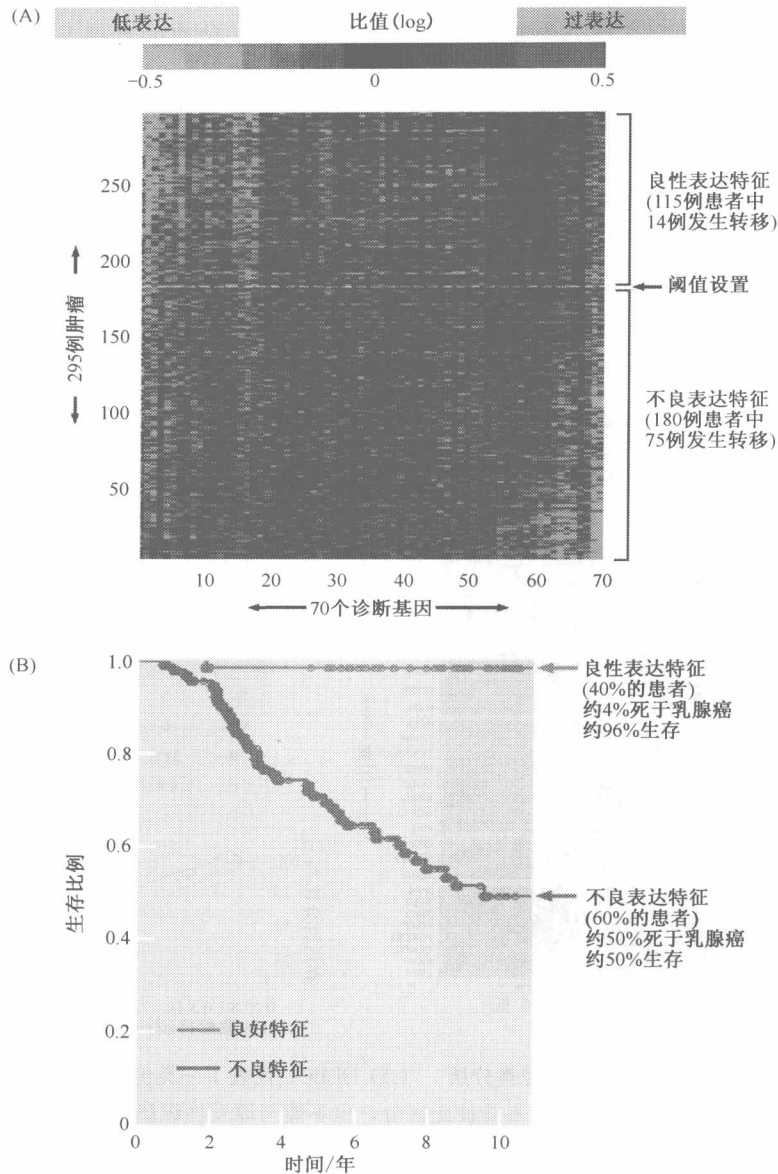 (A)
低表达
比值(log)
过表达
−0.5
0
0.5
250
200
150
100
50
295例肿瘤
良性表达特征
(115例患者中
14例发生转移)
阈值设置
不良表达特征
(180例患者中
75例发生转移)
10
20
30
40
50
60
70
70个诊断基因
(B)
1.0
0.8
0.6
0.4
0.2
0
生存比例
良性表达特征
(40%的患者)
约4%死于乳腺癌
约96%生存
不良表达特征
(60%的患者)
约50%死于乳腺癌
约50%生存
良好特征
不良特征
0
2
4
6
8
10
时间/年